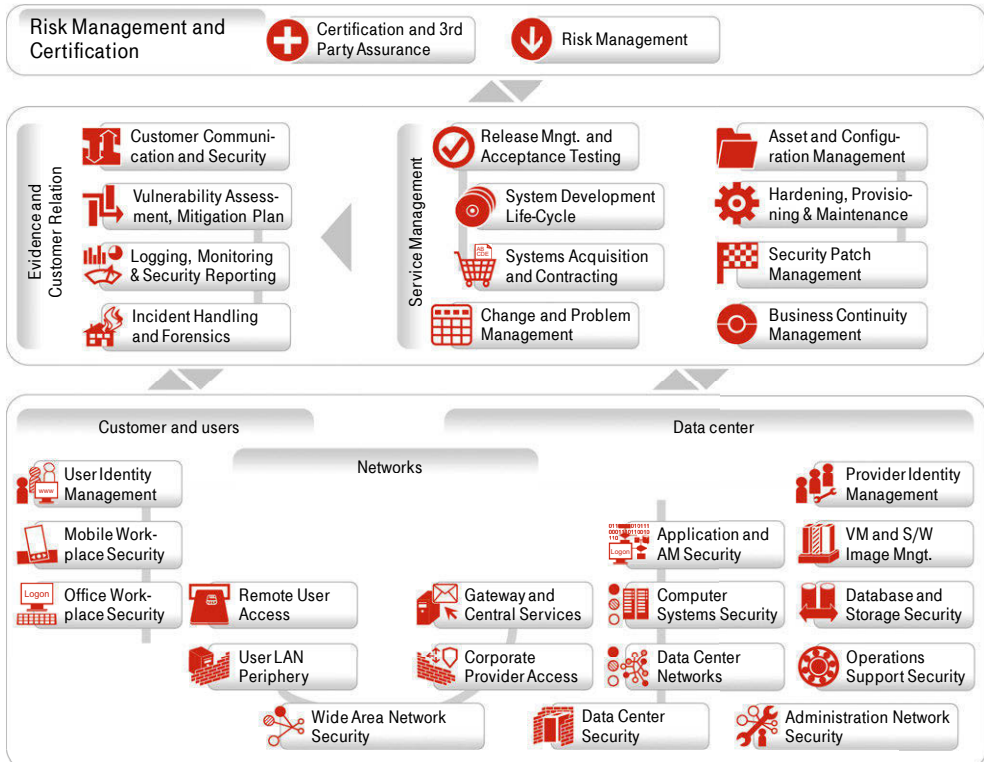 Risk Management and
Certification
Certification and 3rd
Party Assurance
Risk Management
Evidence and
Customer Relation
Customer Communi-
cation and Security
Vulnerability Assess-
ment, Mitigation Plan
Logging, Monitoring
& Security Reporting
Incident Handling
and Forensics
Service Management
Release Mngt. and
Acceptance Testing
System Development
Life-Cycle
AB
CDE
Systems Acquisition
and Contracting
Change and Problem
Management
Asset and Configu-
ration Management
Hardening, Provisio-
ning & Maintenance
Security Patch
Management
Business Continuity
Management
Customer and users
Networks
Data center
www
User Identity
Management
Mobile Work-
place Security
Logon
Office Work-
place Security
Remote User
Access
User LAN
Periphery
Wide Area Network
Security
Gateway and
Central Services
Corporate
Provider Access
Data Center
Security
Logon
Application and
AM Security
Computer
Systems Security
Data Center
Networks
Provider Identity
Management
VM and S/W
Image Mngt.
Database and
Storage Security
Operations
Support Security
Administration Network
Security